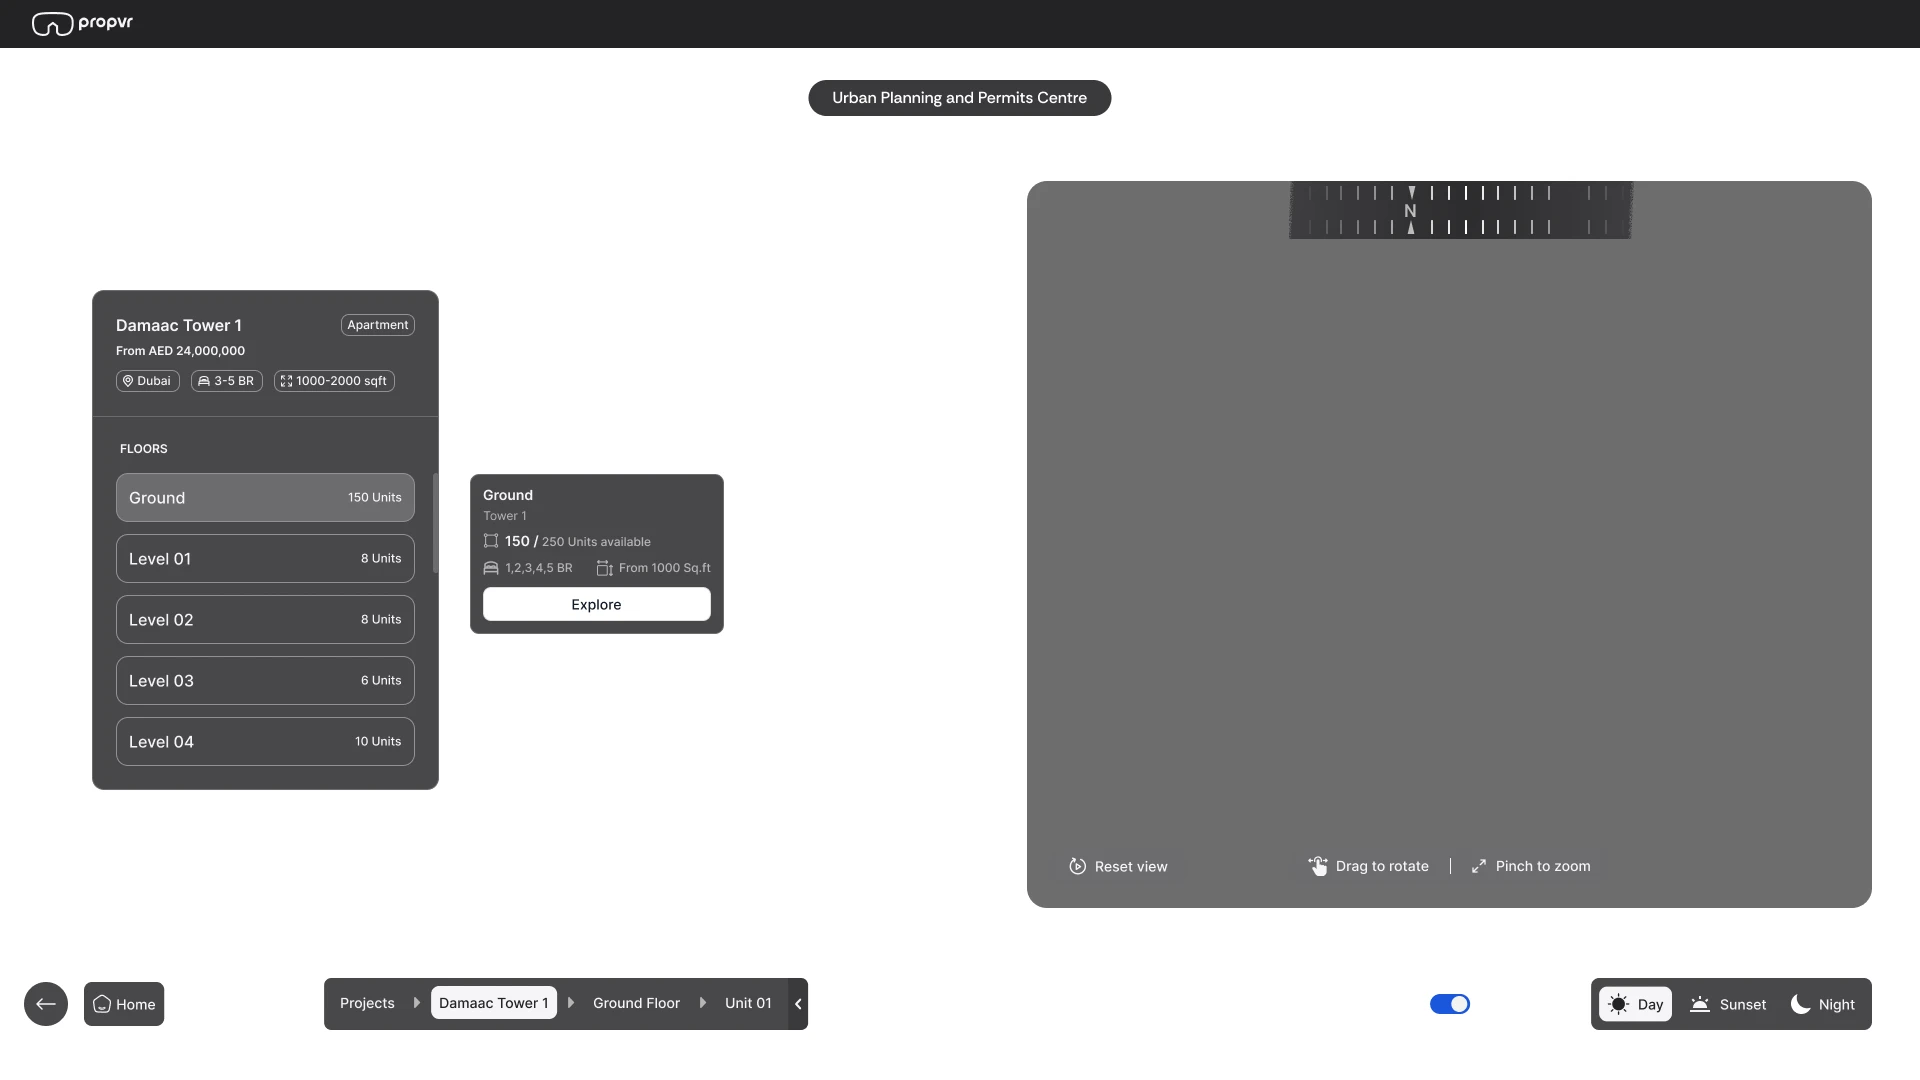 propvr
Urban Planning and Permits Centre
Damaac Tower 1
Apartment
From AED 24,000,000
Dubai
3-5 BR
1000-2000 sqft
FLOORS
Ground
150 Units
Level 01
8 Units
Level 02
8 Units
Level 03
6 Units
Level 04
10 Units
Ground
Tower 1
150 / 250 Units available
1,2,3,4,5 BR
From 1000 Sq.ft
Explore
N
Reset view
Drag to rotate
Pinch to zoom
Home
Projects
Damaac Tower 1
Ground Floor
Unit 01
Day
Sunset
Night